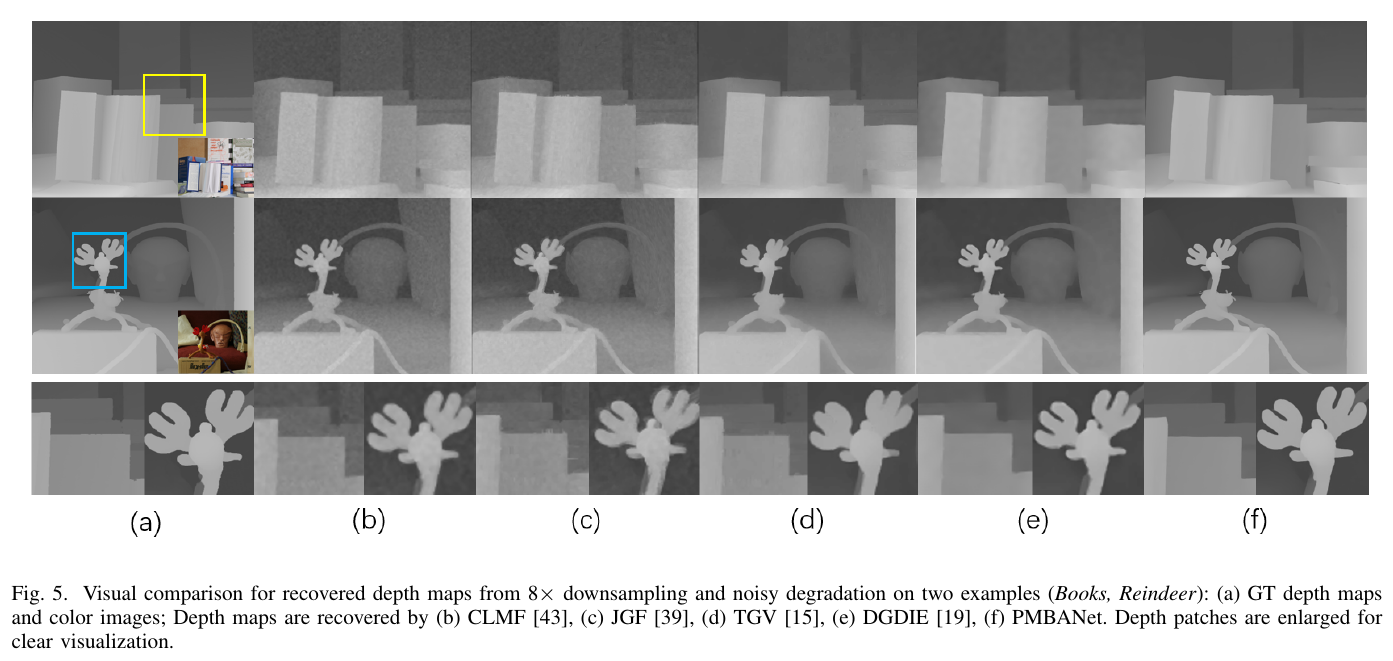 (a) (b) (c) (d) (e) (f)
Fig. 5. Visual comparison for recovered depth maps from 8× downsampling and noisy degradation on two examples (Books, Reindeer): (a) GT depth maps
and color images; Depth maps are recovered by (b) CLMF [43], (c) JGF [39], (d) TGV [15], (e) DGDIE [19], (f) PMBANet. Depth patches are enlarged for
clear visualization.